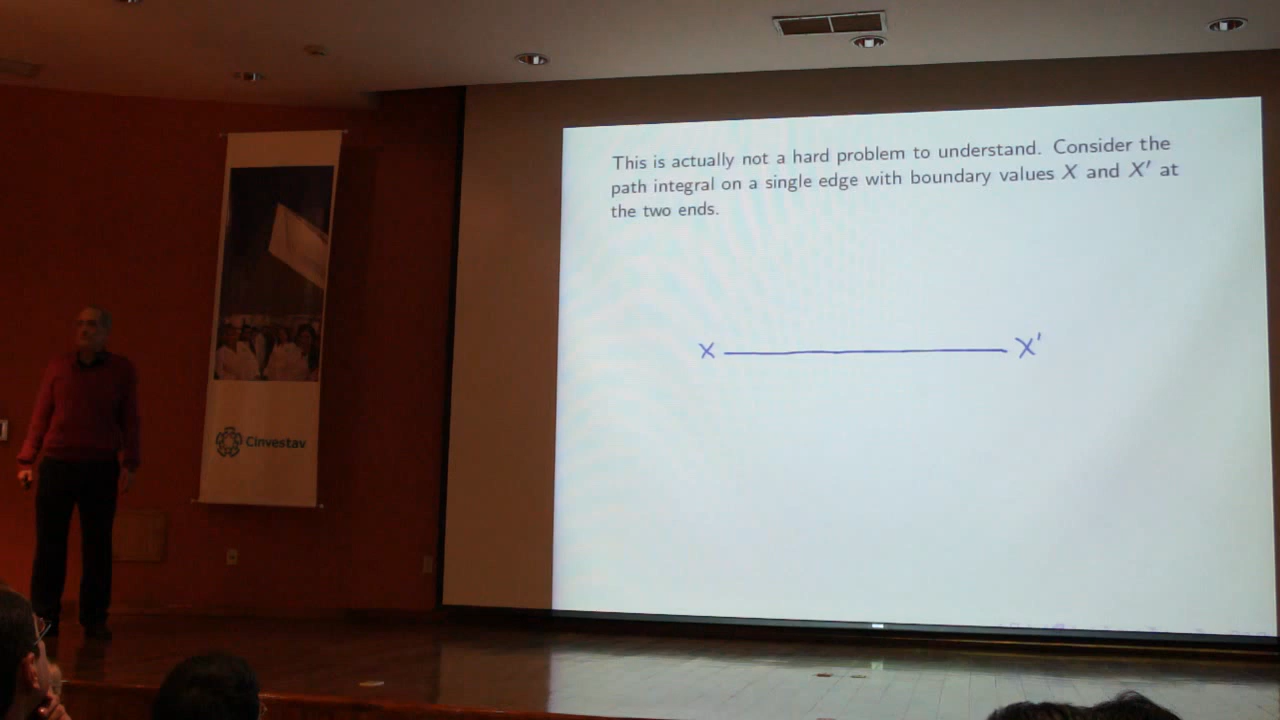 This is actually not a hard problem to understand. Consider the
path integral on a single edge with boundary values X and X′ at
the two ends.
X X'
Cinvestav